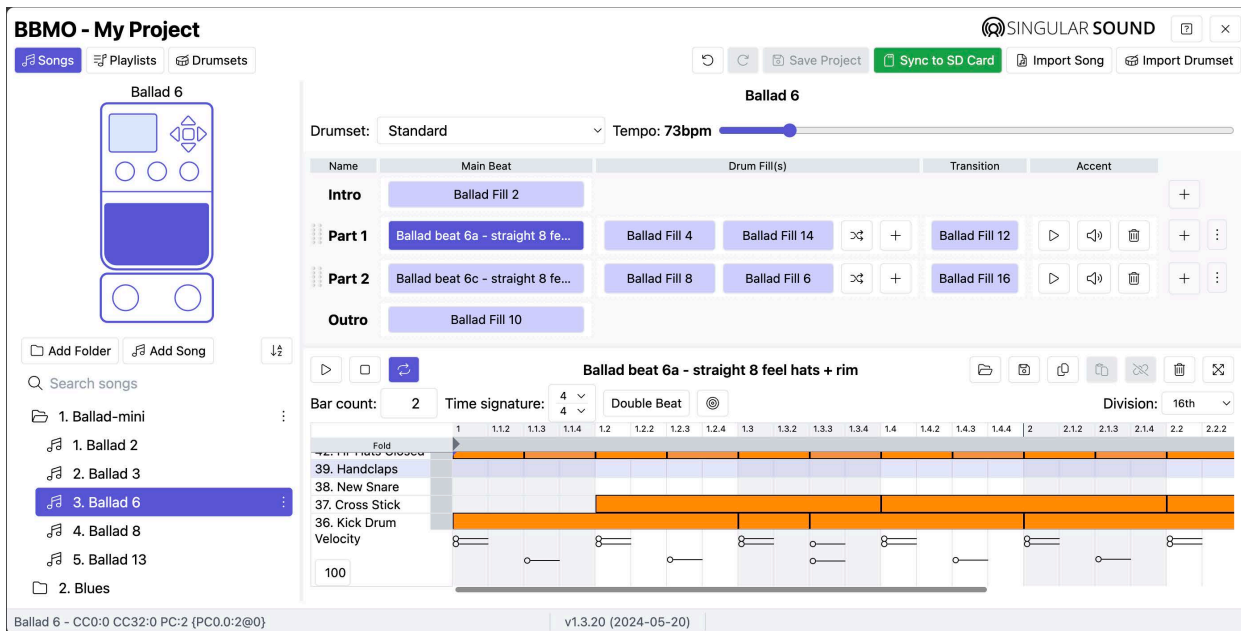 BBMO - My Project
SINGULAR SOUND
Songs
Playlists
Drumsets
Save Project
Sync to SD Card
Import Song
Import Drumset
Ballad 6
Ballad 6
Drumset: Standard Tempo: 73bpm
Name Main Beat Drum Fill(s) Transition Accent
Intro Ballad Fill 2
Part 1 Ballad beat 6a - straight 8 fe... Ballad Fill 4 Ballad Fill 14 Ballad Fill 12
Part 2 Ballad beat 6c - straight 8 fe... Ballad Fill 8 Ballad Fill 6 Ballad Fill 16
Outro Ballad Fill 10
Add Folder Add Song
Search songs
1. Ballad-mini
1. Ballad 2
2. Ballad 3
3. Ballad 6
4. Ballad 8
5. Ballad 13
2. Blues
Ballad beat 6a - straight 8 feel hats + rim
Bar count: 2 Time signature: 4 4 Double Beat Division: 16th
1 1.1.2 1.1.3 1.1.4 1.2 1.2.2 1.2.3 1.2.4 1.3 1.3.2 1.3.3 1.3.4 1.4 1.4.2 1.4.3 1.4.4 2 2.1.2 2.1.3 2.1.4 2.2 2.2.2
Fold
42. Hi-Hats Closed
39. Handclaps
38. New Snare
37. Cross Stick
36. Kick Drum
Velocity
100
Ballad 6 - CC0:0 CC32:0 PC:2 {PC0.0:2@0} v1.3.20 (2024-05-20)